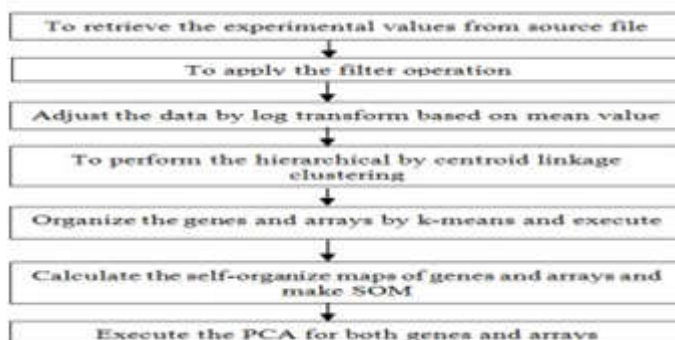 To retrieve the experimental values from source file
To apply the filter operation
Adjust the data by log transform based on mean value
To perform the hierarchical by centroid linkage
clustering
Organize the genes and arrays by k-means and execute
Calculate the self-organize maps of genes and arrays and
make SOM
Execute the PCA for both genes and arrays